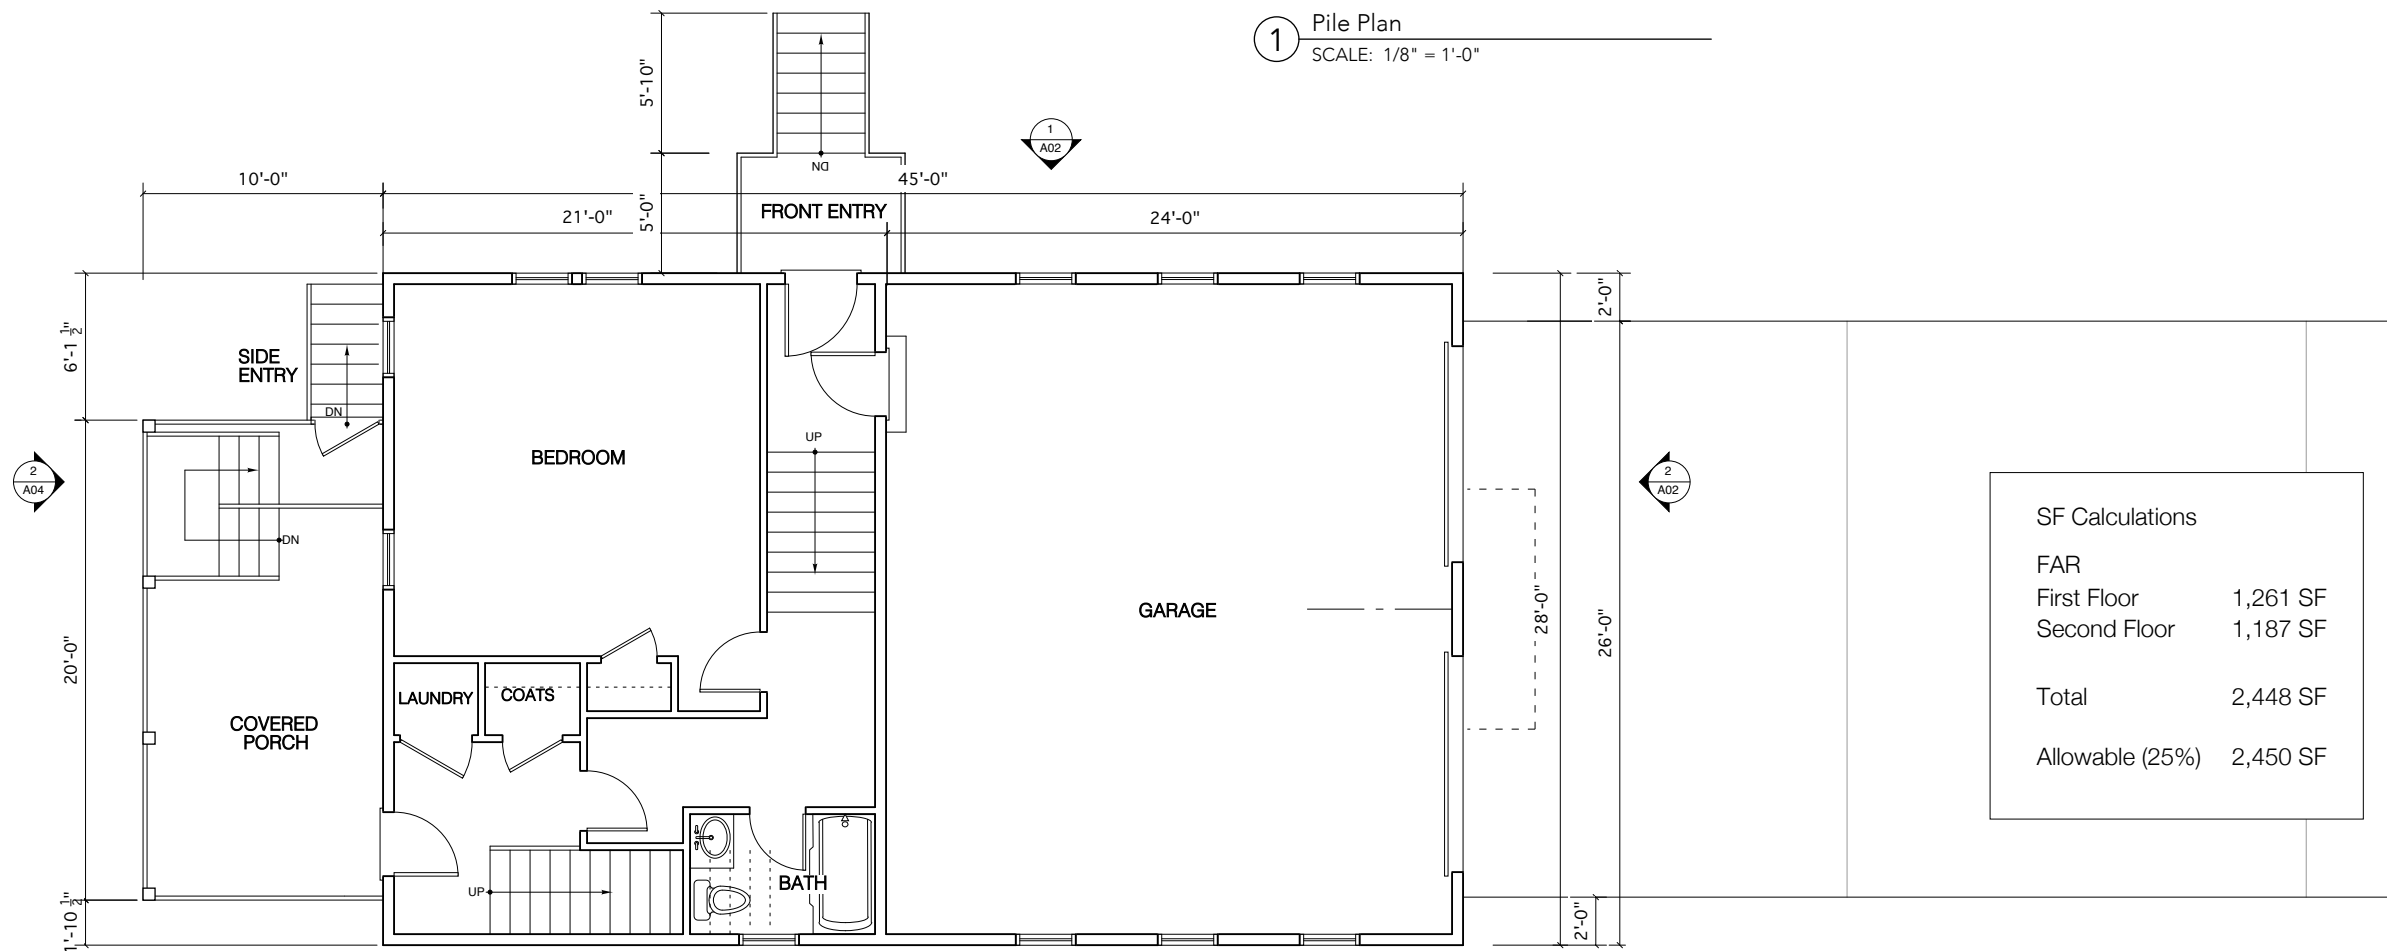 1
Pile Plan
SCALE: 1/8" = 1'-0"
5'-10"
1
A02
DN
10'-0"
45'-0"
5'-0"
FRONT ENTRY
21'-0"
24'-0"
2'-0"
6'-1 1/2"
SIDE
ENTRY
DN
UP
BEDROOM
2
A04
2
A02
DN
SF Calculations
FAR
First Floor 1,261 SF
Second Floor 1,187 SF
Total 2,448 SF
Allowable (25%) 2,450 SF
GARAGE
28'-0"
26'-0"
20'-0"
LAUNDRY
COATS
COVERED
PORCH
BATH
UP
1'-10 1/2"
2'-0"